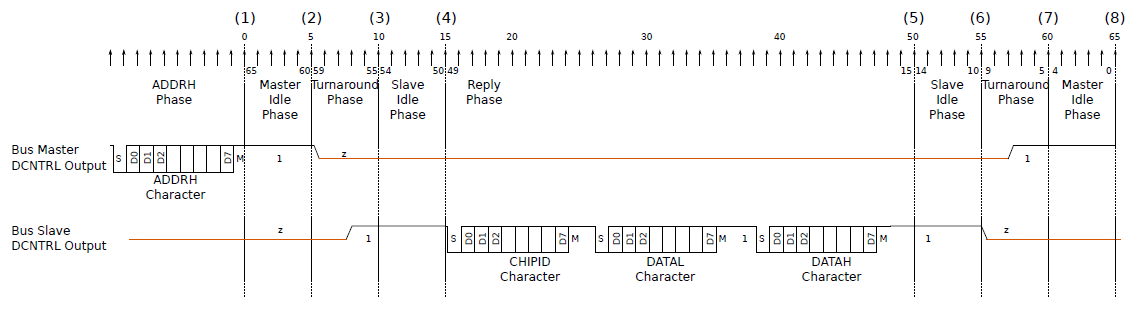 (1) (2) (3) (4) (5) (6) (7) (8)
0 5 10 15 20 30 40 50 55 60 65
65 60 59 55 54 50 49 15 14 10 9 5 4 0
ADDRH Master Turnaround Slave Reply Slave Turnaround Master
Phase Idle Phase Idle Phase Idle Phase Idle
Phase Phase Phase Phase
Bus Master
DCNTRL Output
S D0 D1 D2 D7 M 1 z 1
ADDRH
Character
Bus Slave
DCNTRL Output
z 1 S D0 D1 D2 D7 M S D0 D1 D2 D7 M 1 S D0 D1 D2 D7 M 1 z
CHIPID DATAL DATAH
Character Character Character